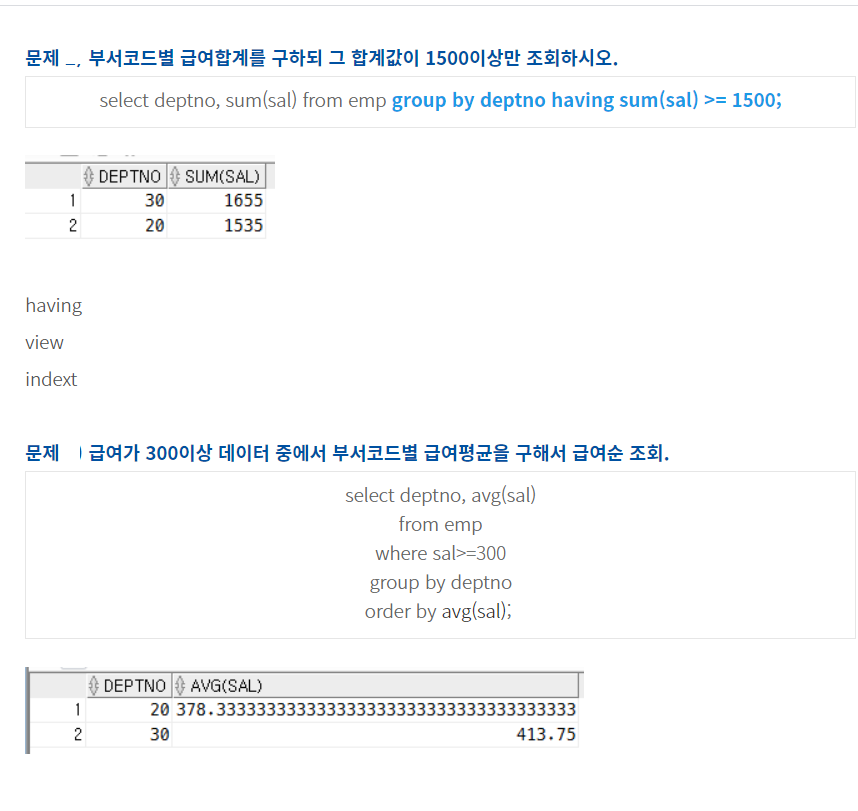 문제 _. 부서코드별 급여합계를 구하되 그 합계값이 1500이상만 조회하시오.
select deptno, sum(sal) from emp group by deptno having sum(sal) >= 1500;
DEPTNO SUM(SAL)
1 30 1655
2 20 1535
having
view
indext
문제 ) 급여가 300이상 데이터 중에서 부서코드별 급여평균을 구해서 급여순 조회.
select deptno, avg(sal)
from emp
where sal>=300
group by deptno
order by avg(sal);
DEPTNO AVG(SAL)
1 20 378.333333333333333333333333333333333333
2 30 413.75